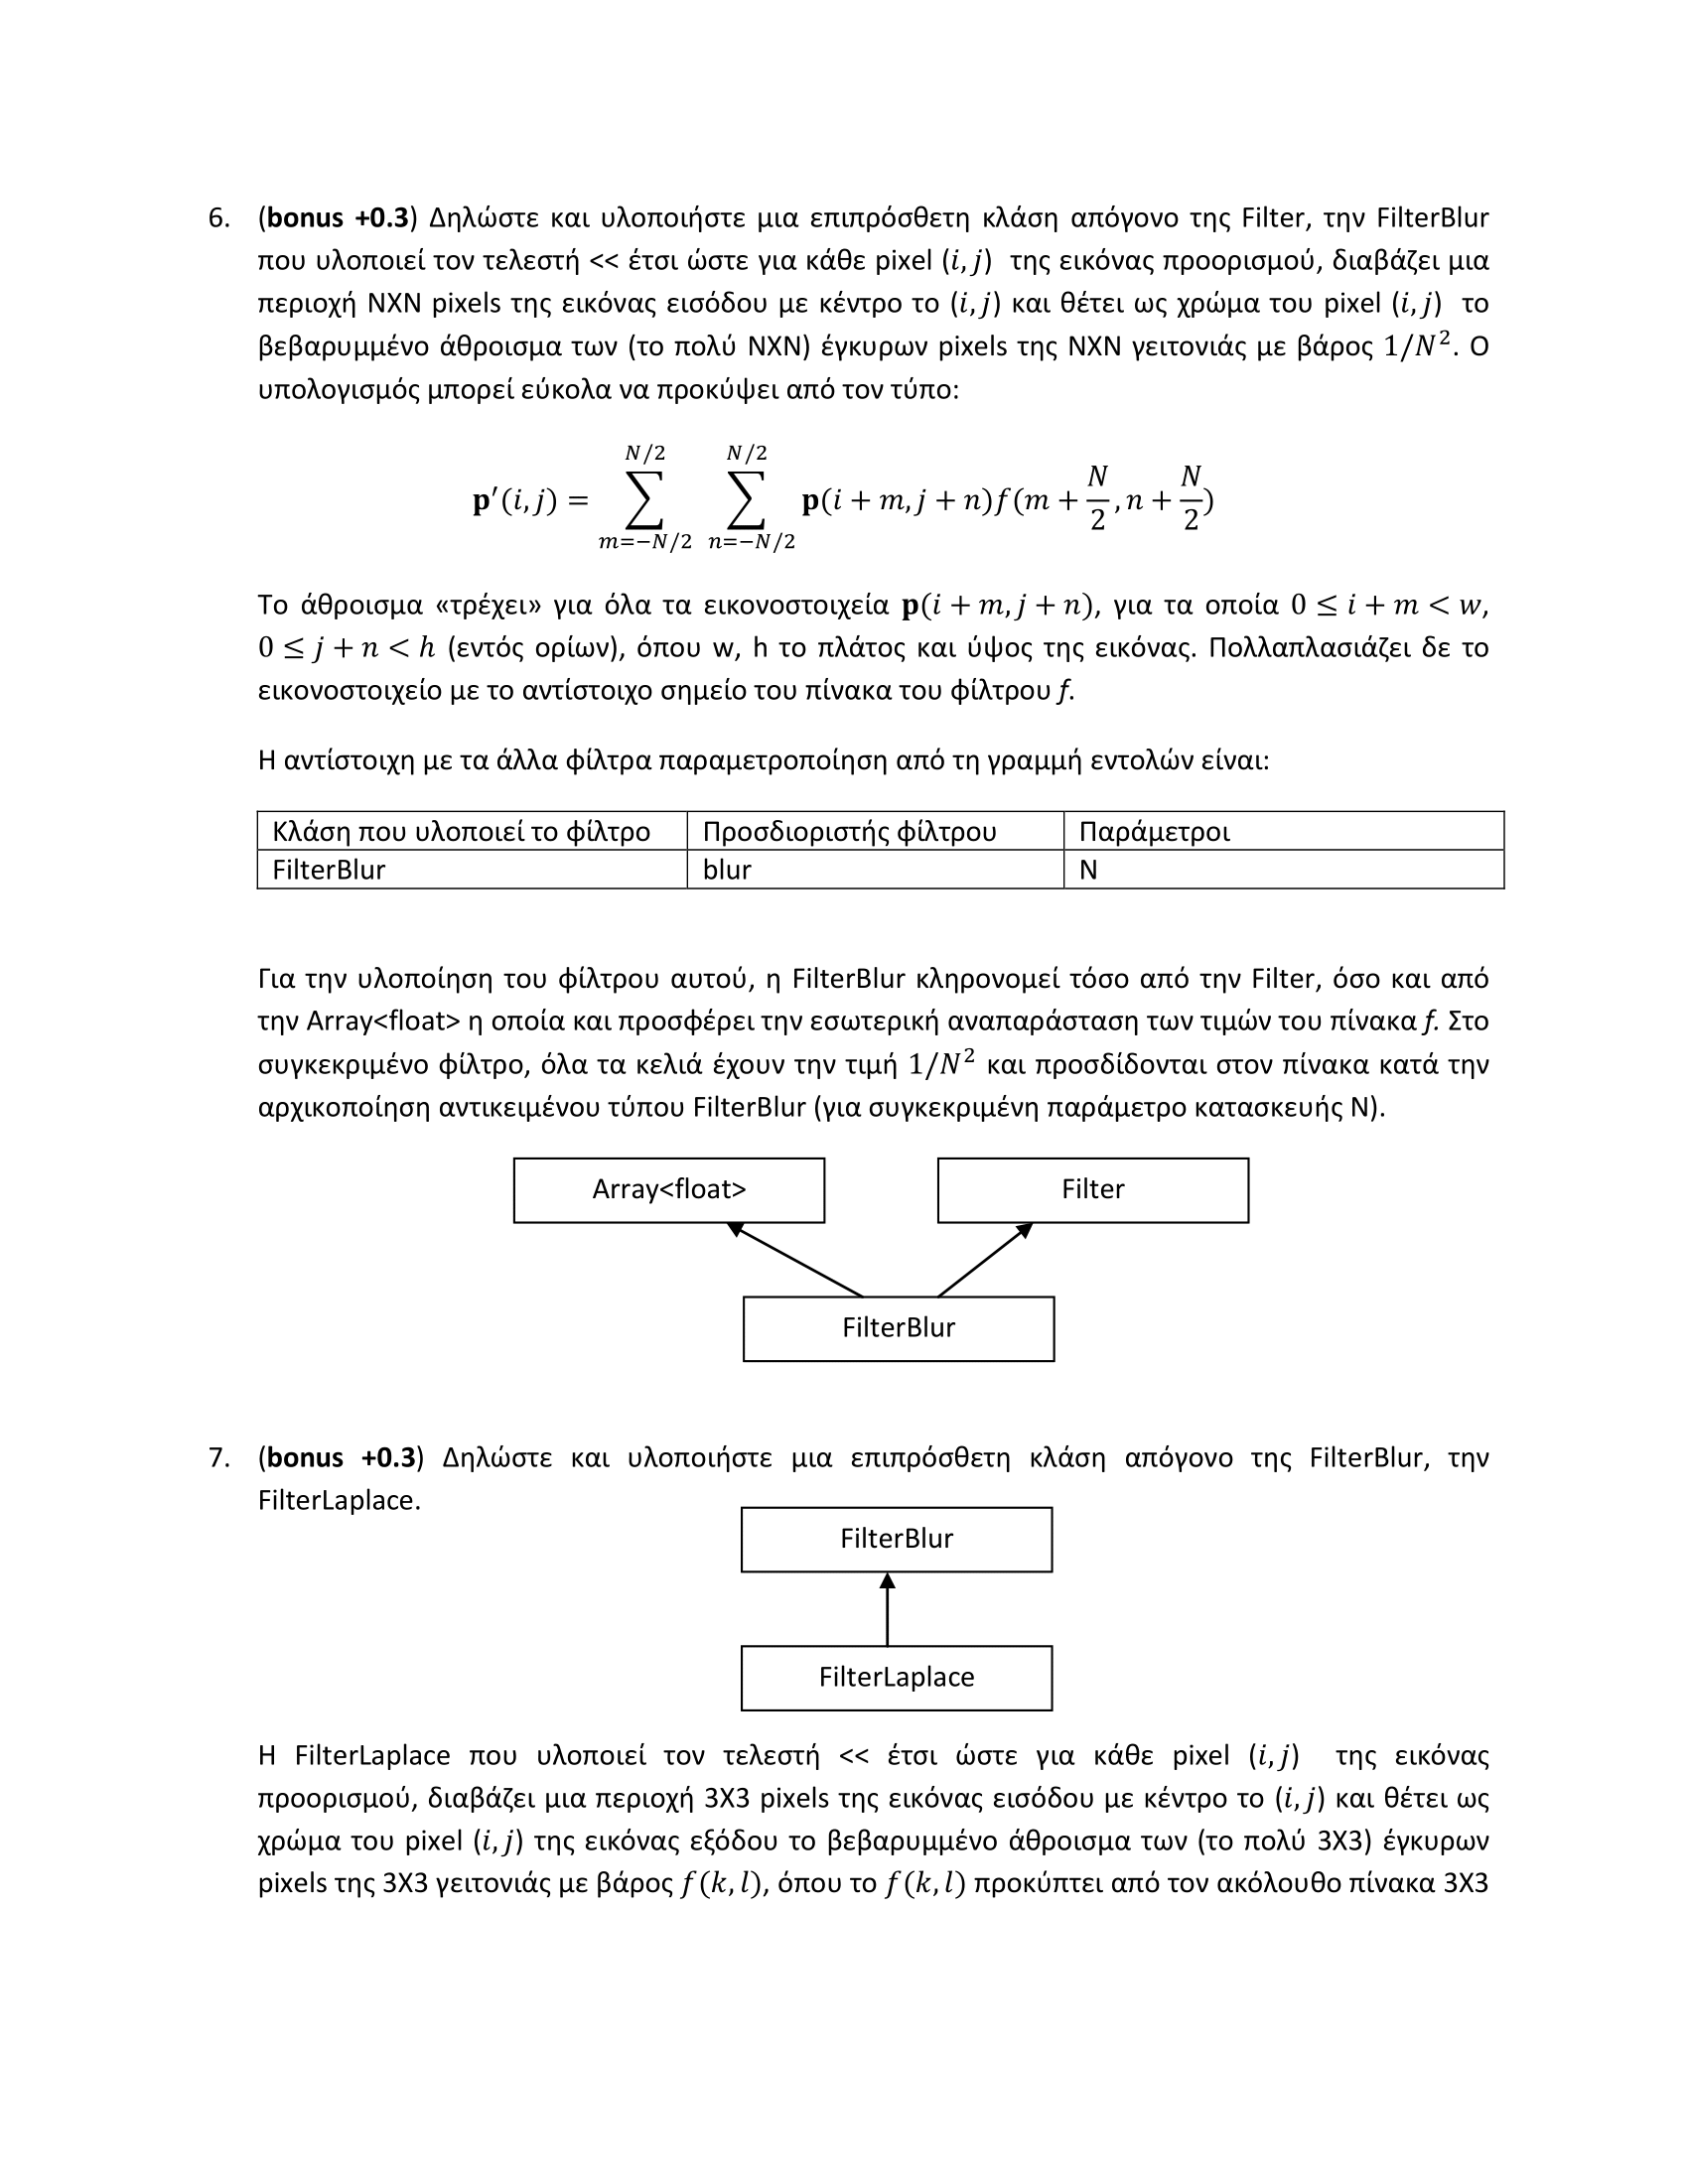 6. (bonus +0.3) Δηλώστε και υλοποιήστε μια επιπρόσθετη κλάση απόγονο της Filter, την FilterBlur
που υλοποιεί τον τελεστή << έτσι ώστε για κάθε pixel (i, j) της εικόνας προορισμού, διαβάζει μια
περιοχή NXN pixels της εικόνας εισόδου με κέντρο το (i, j) και θέτει ως χρώμα του pixel (i, j) το
βεβαρυμμένο άθροισμα των (το πολύ NXN) έγκυρων pixels της NXN γειτονιάς με βάρος 1/N². Ο
υπολογισμός μπορεί εύκολα να προκύψει από τον τύπο:
p′(i, j) = ∑_{m=−N/2}^{N/2} ∑_{n=−N/2}^{N/2} p(i + m, j + n)f(m + N/2, n + N/2)
Το άθροισμα «τρέχει» για όλα τα εικονοστοιχεία p(i + m, j + n), για τα οποία 0 ≤ i + m < w,
0 ≤ j + n < h (εντός ορίων), όπου w, h το πλάτος και ύψος της εικόνας. Πολλαπλασιάζει δε το
εικονοστοιχείο με το αντίστοιχο σημείο του πίνακα του φίλτρου f.
Η αντίστοιχη με τα άλλα φίλτρα παραμετροποίηση από τη γραμμή εντολών είναι:
Κλάση που υλοποιεί το φίλτρο Προσδιοριστής φίλτρου Παράμετροι
FilterBlur blur N
Για την υλοποίηση του φίλτρου αυτού, η FilterBlur κληρονομεί τόσο από την Filter, όσο και από
την Array<float> η οποία και προσφέρει την εσωτερική αναπαράσταση των τιμών του πίνακα f. Στο
συγκεκριμένο φίλτρο, όλα τα κελιά έχουν την τιμή 1/N² και προσδίδονται στον πίνακα κατά την
αρχικοποίηση αντικειμένου τύπου FilterBlur (για συγκεκριμένη παράμετρο κατασκευής N).
Array<float> Filter
FilterBlur
7. (bonus +0.3) Δηλώστε και υλοποιήστε μια επιπρόσθετη κλάση απόγονο της FilterBlur, την
FilterLaplace.
FilterBlur
FilterLaplace
Η FilterLaplace που υλοποιεί τον τελεστή << έτσι ώστε για κάθε pixel (i, j) της εικόνας
προορισμού, διαβάζει μια περιοχή 3X3 pixels της εικόνας εισόδου με κέντρο το (i, j) και θέτει ως
χρώμα του pixel (i, j) της εικόνας εξόδου το βεβαρυμμένο άθροισμα των (το πολύ 3X3) έγκυρων
pixels της 3X3 γειτονιάς με βάρος f(k, l), όπου το f(k, l) προκύπτει από τον ακόλουθο πίνακα 3X3